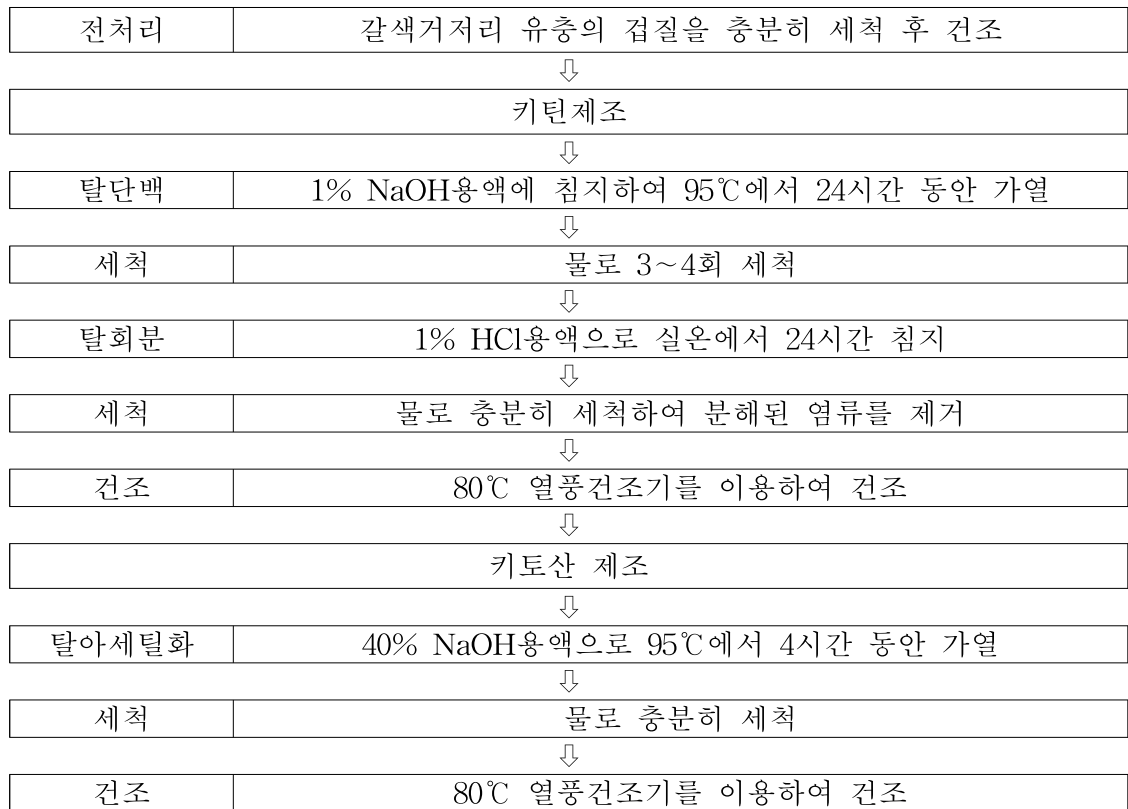 전처리 갈색거저리 유충의 겁질을 충분히 세척 후 건조
⇩
키틴제조
⇩
탈단백 1% NaOH용액에 침지하여 95℃에서 24시간 동안 가열
⇩
세척 물로 3~4회 세척
⇩
탈회분 1% HCl용액으로 실온에서 24시간 침지
⇩
세척 물로 충분히 세척하여 분해된 염류를 제거
⇩
건조 80℃ 열풍건조기를 이용하여 건조
⇩
키토산 제조
⇩
탈아세틸화 40% NaOH용액으로 95℃에서 4시간 동안 가열
⇩
세척 물로 충분히 세척
⇩
건조 80℃ 열풍건조기를 이용하여 건조